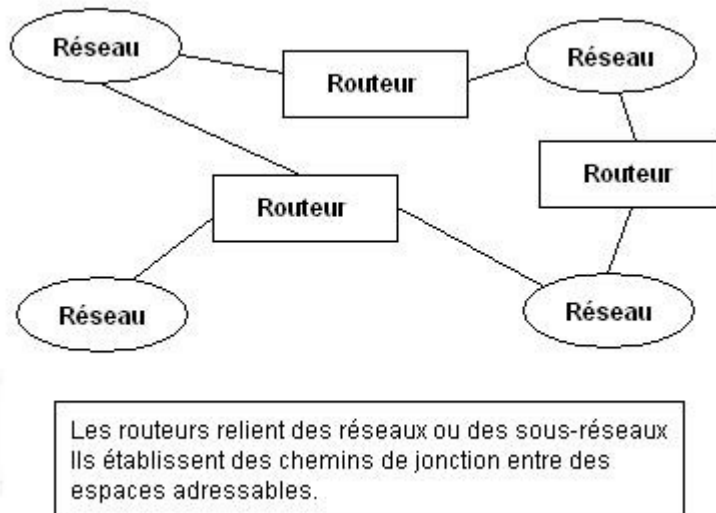 Réseau
Routeur
Réseau
Routeur
Routeur
Réseau
Réseau
Les routeurs relient des réseaux ou des sous-réseaux
Ils établissent des chemins de jonction entre des
espaces adressables.